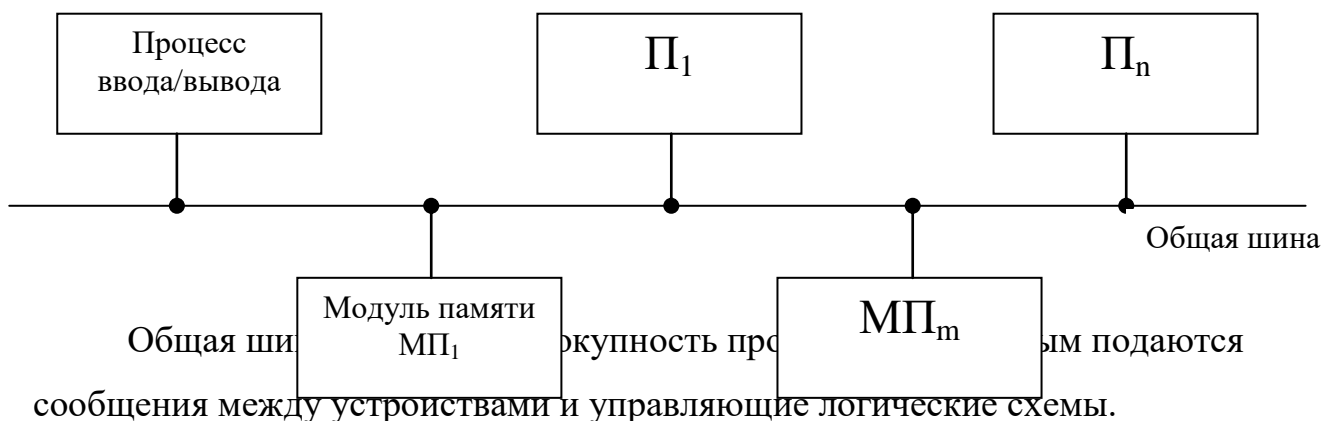 Процесс
ввода/вывода
П₁
Пₙ
Общая шина
Модуль памяти
МП₁
МПₘ
Общая ши окупность про ым подаются
сообщения между устройствами и управляющие логические схемы.